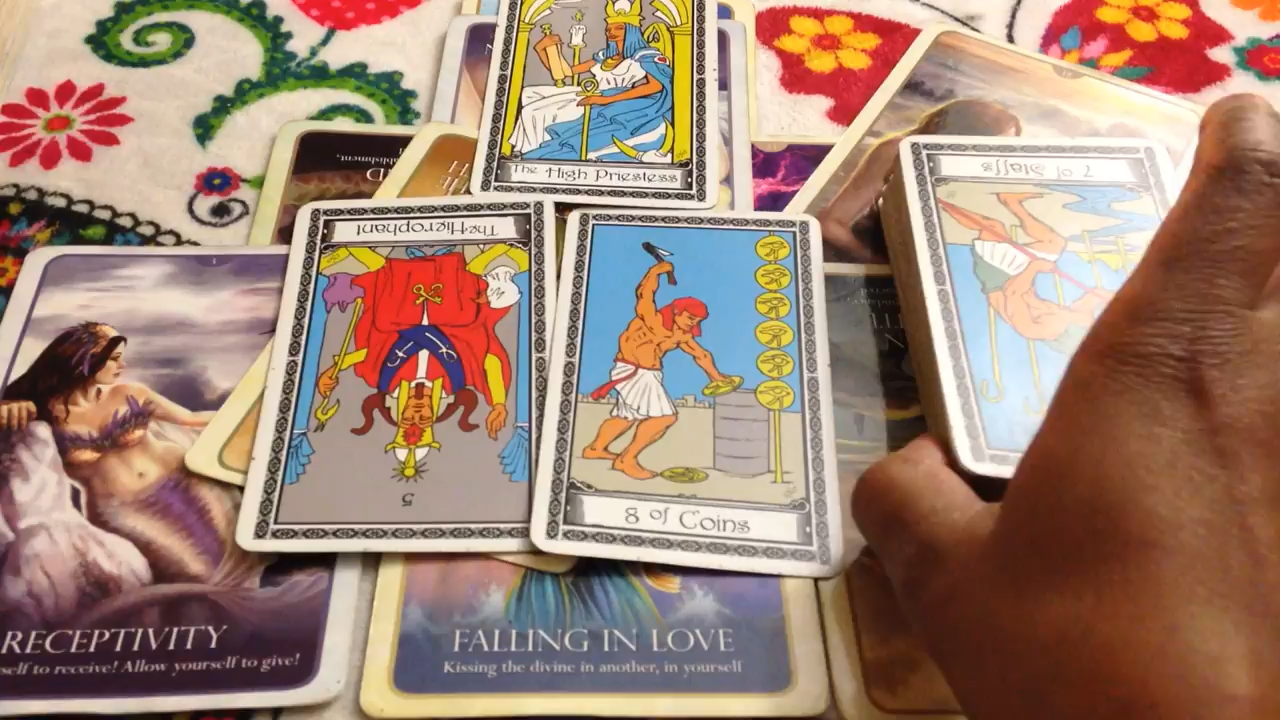 The High Priestess
The Hierophant
5
8 of Coins
7 of Staffs
RECEPTIVITY
self to receive! Allow yourself to give!
FALLING IN LOVE
Kissing the divine in another, in yourself